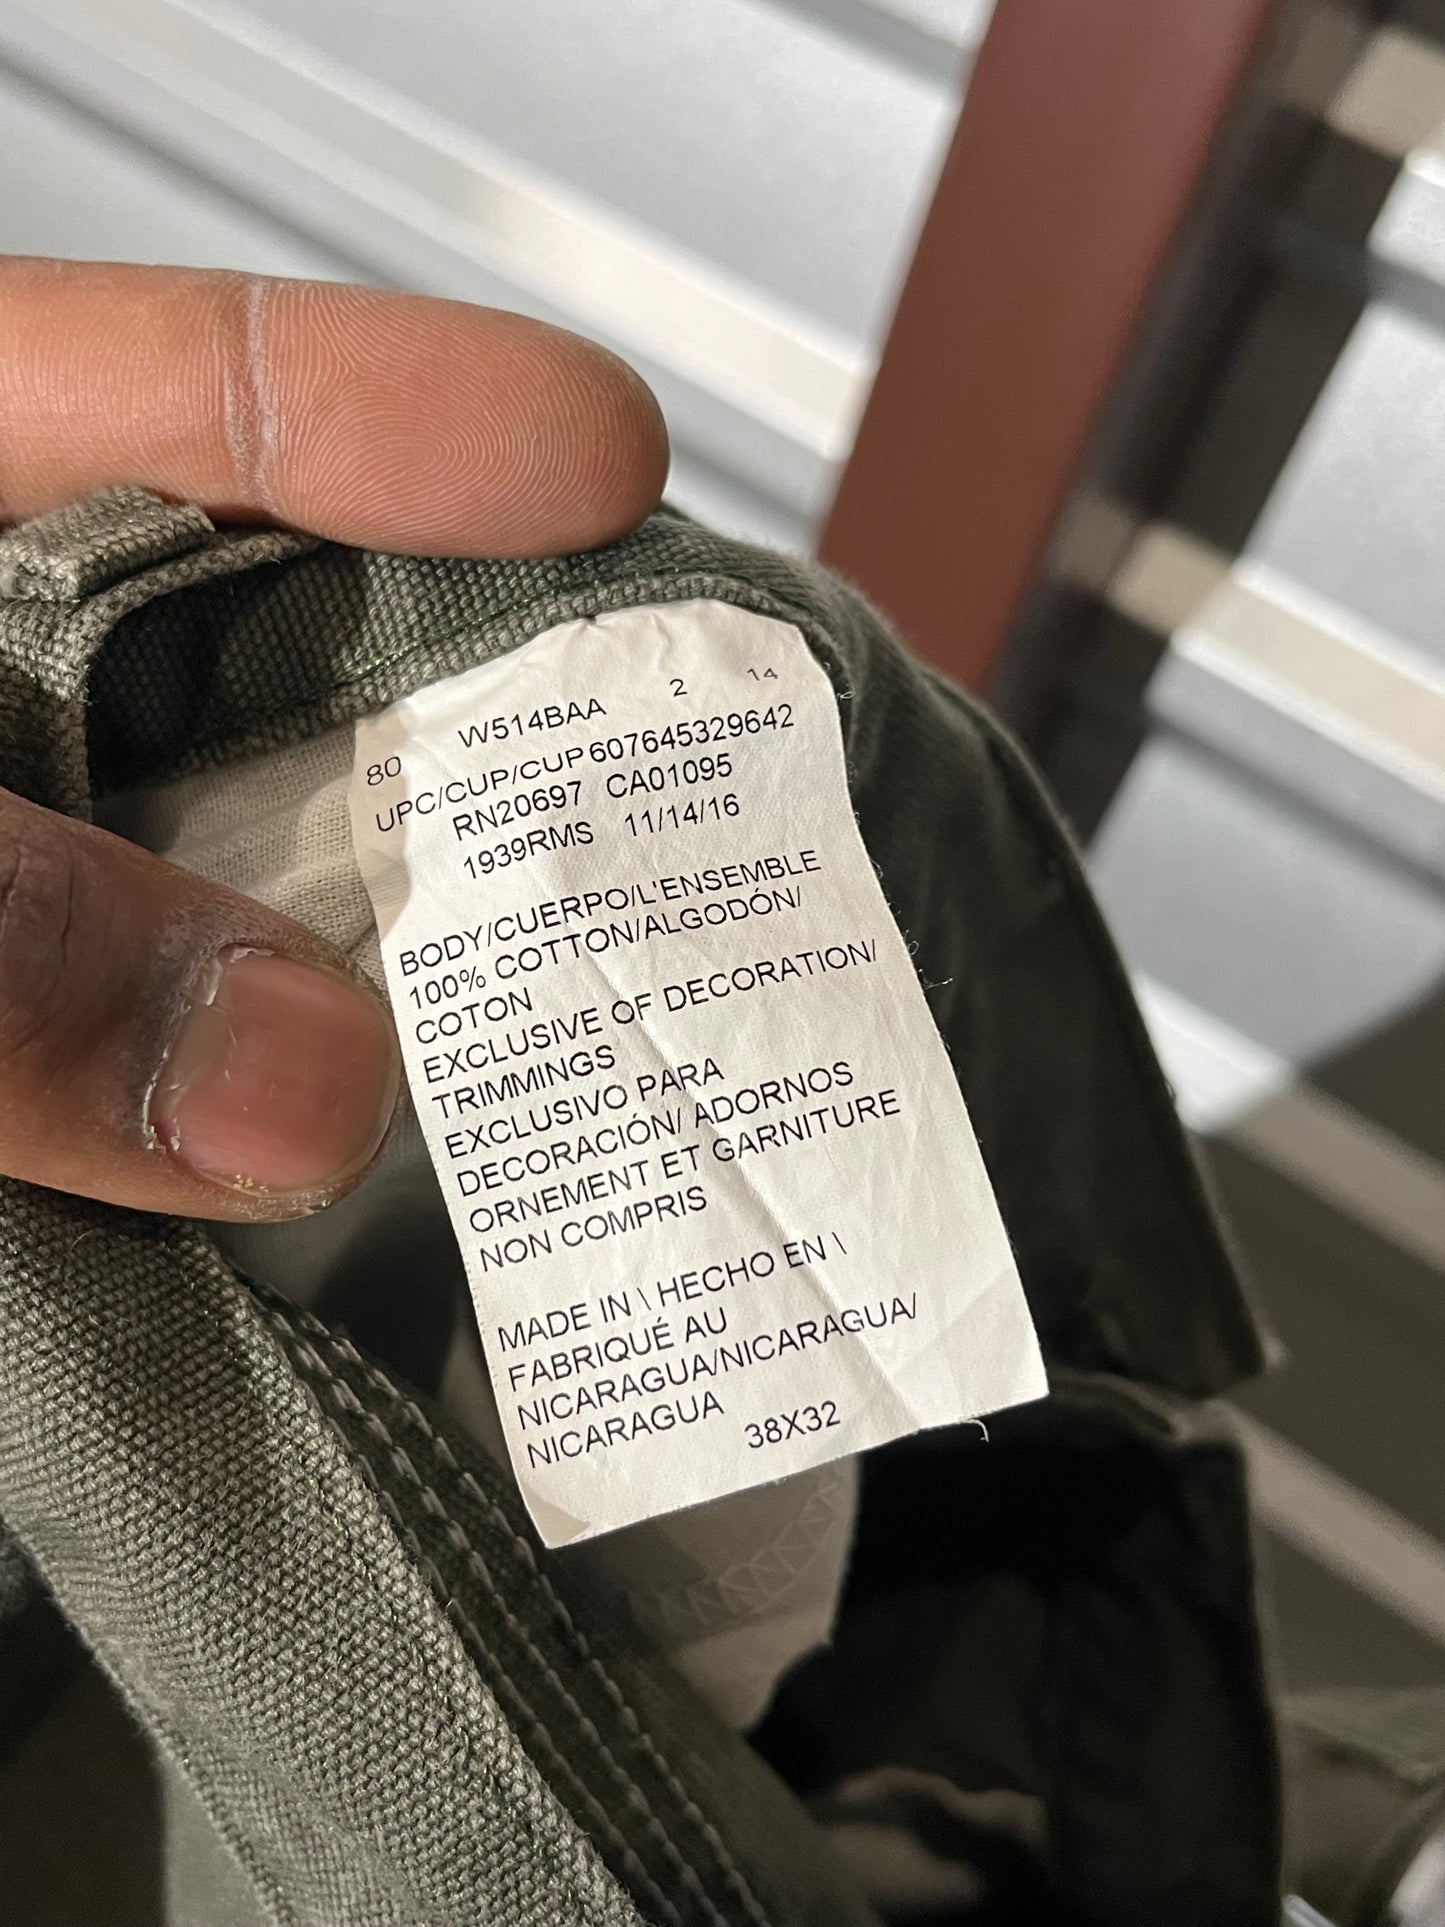 W514BAA 2 14
80
UPC/CUP/CUP607645329642
RN20697 CA01095
1939RMS 11/14/16
BODY/CUERPO/L'ENSEMBLE
100% COTTON/ALGODÓN/
COTON
EXCLUSIVE OF DECORATION/
TRIMMINGS
EXCLUSIVO PARA
DECORACIÓN/ ADORNOS
ORNEMENT ET GARNITURE
NON COMPRIS
MADE IN \ HECHO EN \
FABRIQUÉ AU
NICARAGUA/NICARAGUA/
NICARAGUA
38X32